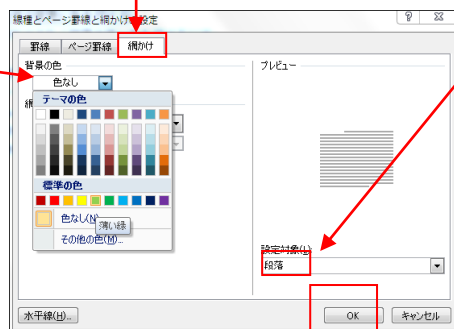 線種とページ罫線と網かけの設定
罫線 ページ罫線 網かけ
背景の色
プレビュー
色なし
テーマの色
標準の色
色なし(N)
薄い緑
その他の色(M)...
設定対象(L):
段落
水平線(H)...
OK
キャンセル